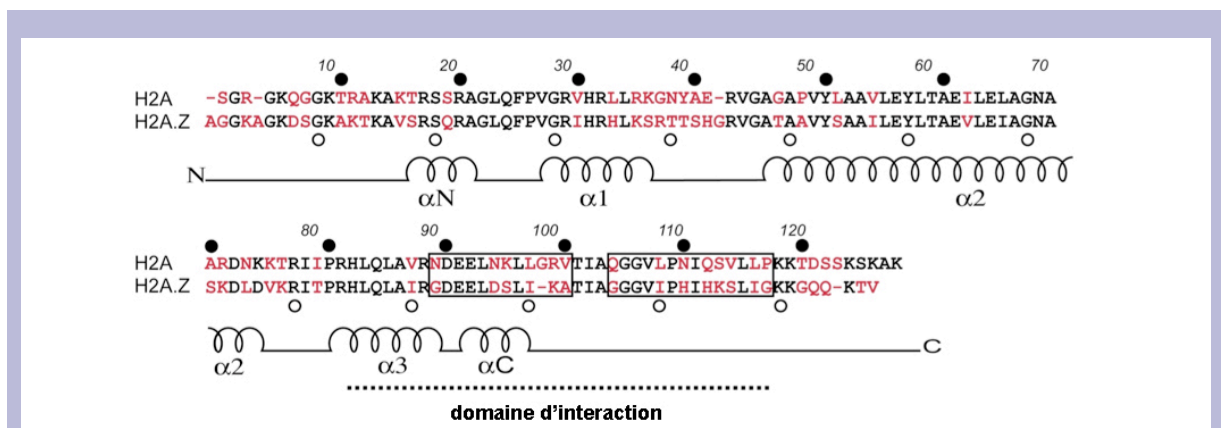 10 20 30 40 50 60 70
H2A -SGR-GKQGGKTRAKAKTRSSRAGLQFPVGRVHRLLRKGNYAE-RVGAGAPVYLAAVLEYLTAEILELAGNA
H2A.Z AGGKAGKDSGKAKTKAVSRSQRAGLQFPVGRIHRHLKSRTTSHGRVGATAAVYSAAILEYLTAEVLEIAGNA
N
αN α1 α2
80 90 100 110 120
H2A ARDNKKTRIIPRHLQLAVRNDEELNKLLGRVTIAQGGVLPNIQSVLLPKKTDSSKSKAK
H2A.Z SKDLDVKRITPRHLQLAIRGDEELDSLI-KATIAGGGVIPHIHKSLIGKKGQQ-KTV
C
α2 α3 αC
domaine d'interaction